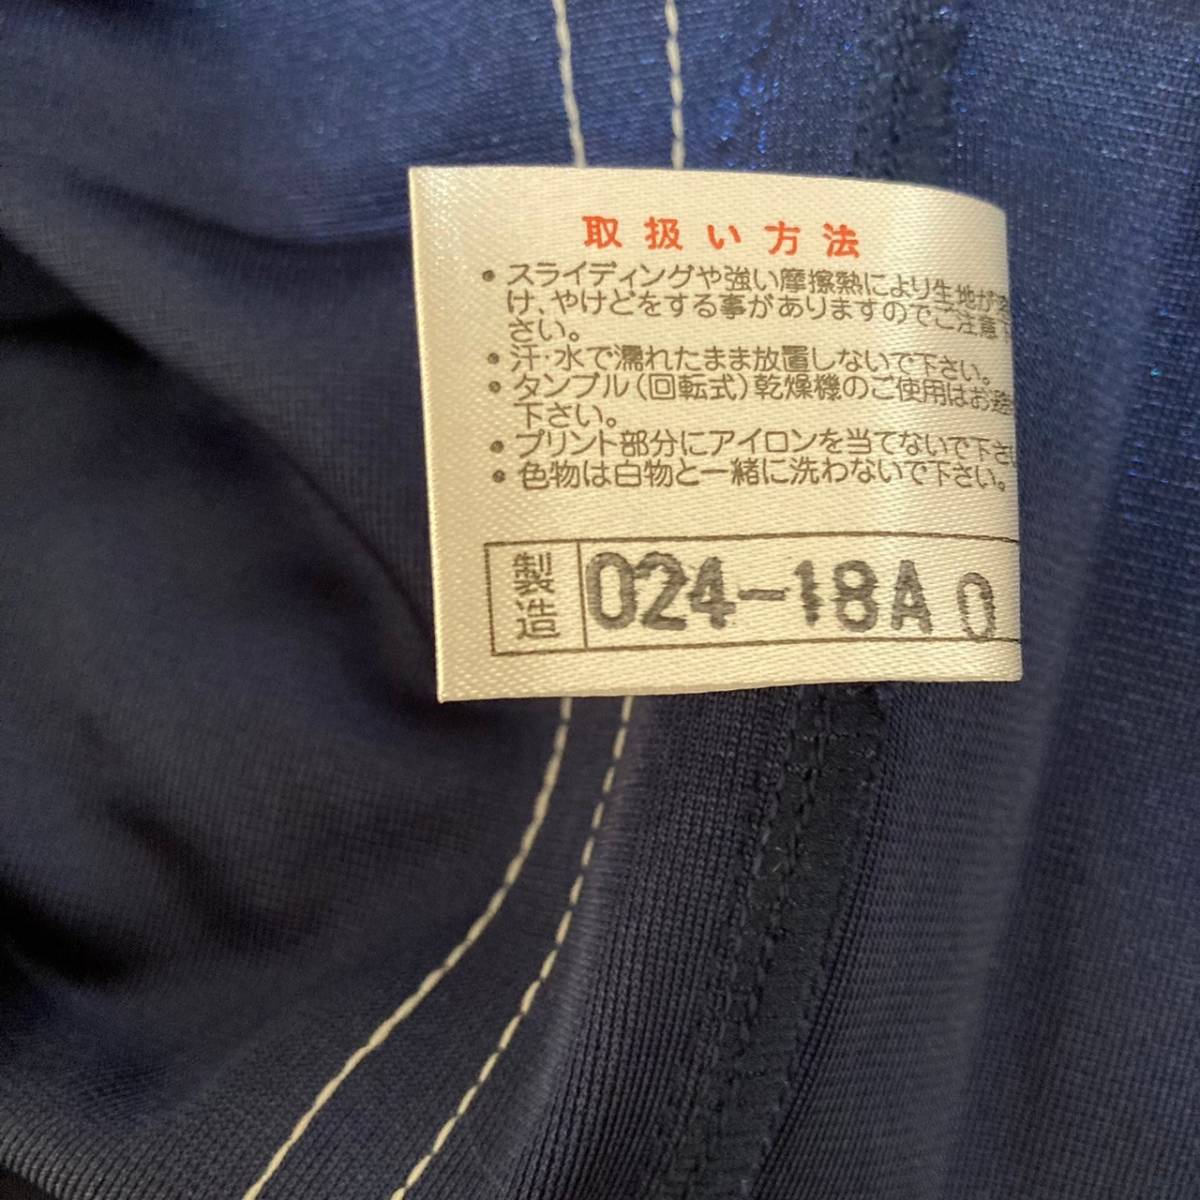 取扱い方法
• スライディングや強い摩擦熱により生地が
け、やけどをする事がありますのでご注意下
さい。
• 汗・水で濡れたまま放置しないで下さい。
• タンブル(回転式)乾燥機のご使用はお避
下さい。
• プリント部分にアイロンを当てないで下さ
• 色物は白物と一緒に洗わないで下さい。
製造 024-18A 0